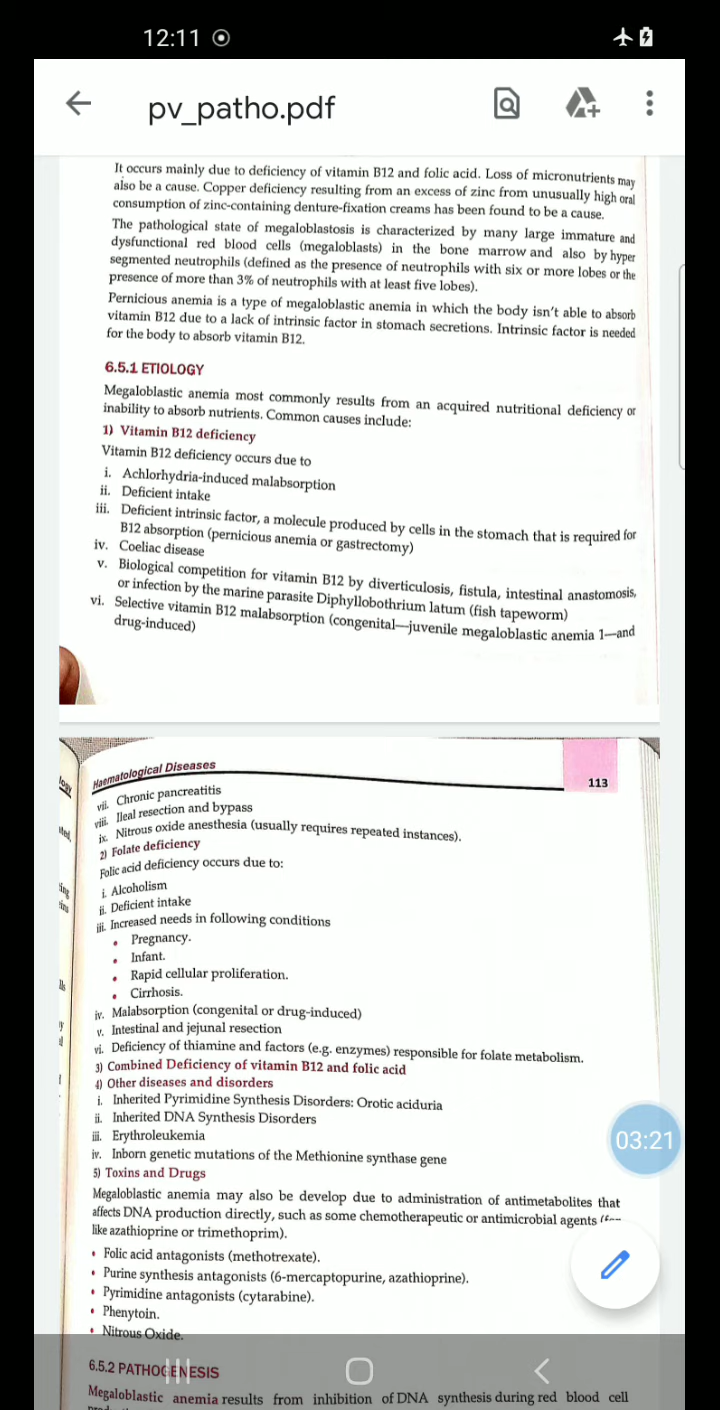 12:11
pv_patho.pdf
It occurs mainly due to deficiency of vitamin B12 and folic acid. Loss of micronutrients may
also be a cause. Copper deficiency resulting from an excess of zinc from unusually high oral
consumption of zinc-containing denture-fixation creams has been found to be a cause.
The pathological state of megaloblastosis is characterized by many large immature and
dysfunctional red blood cells (megaloblasts) in the bone marrow and also by hyper
segmented neutrophils (defined as the presence of neutrophils with six or more lobes or the
presence of more than 3% of neutrophils with at least five lobes).
Pernicious anemia is a type of megaloblastic anemia in which the body isn't able to absorb
vitamin B12 due to a lack of intrinsic factor in stomach secretions. Intrinsic factor is needed
for the body to absorb vitamin B12.
6.5.1 ETIOLOGY
Megaloblastic anemia most commonly results from an acquired nutritional deficiency or
inability to absorb nutrients. Common causes include:
1) Vitamin B12 deficiency
Vitamin B12 deficiency occurs due to
i. Achlorhydria-induced malabsorption
ii. Deficient intake
iii. Deficient intrinsic factor, a molecule produced by cells in the stomach that is required for
B12 absorption (pernicious anemia or gastrectomy)
iv. Coeliac disease
v. Biological competition for vitamin B12 by diverticulosis, fistula, intestinal anastomosis,
or infection by the marine parasite Diphyllobothrium latum (fish tapeworm)
vi. Selective vitamin B12 malabsorption (congenital—juvenile megaloblastic anemia 1—and
drug-induced)
Haematological Diseases
113
vii. Chronic pancreatitis
viii. Ileal resection and bypass
ix. Nitrous oxide anesthesia (usually requires repeated instances).
2) Folate deficiency
Folic acid deficiency occurs due to:
i. Alcoholism
ii. Deficient intake
iii. Increased needs in following conditions
• Pregnancy.
• Infant.
• Rapid cellular proliferation.
• Cirrhosis.
iv. Malabsorption (congenital or drug-induced)
v. Intestinal and jejunal resection
vi. Deficiency of thiamine and factors (e.g. enzymes) responsible for folate metabolism.
3) Combined Deficiency of vitamin B12 and folic acid
4) Other diseases and disorders
i. Inherited Pyrimidine Synthesis Disorders: Orotic aciduria
ii. Inherited DNA Synthesis Disorders
iii. Erythroleukemia
iv. Inborn genetic mutations of the Methionine synthase gene
03:21
5) Toxins and Drugs
Megaloblastic anemia may also be develop due to administration of antimetabolites that
affects DNA production directly, such as some chemotherapeutic or antimicrobial agents
like azathioprine or trimethoprim).
• Folic acid antagonists (methotrexate).
• Purine synthesis antagonists (6-mercaptopurine, azathioprine).
• Pyrimidine antagonists (cytarabine).
• Phenytoin.
• Nitrous Oxide.
6.5.2 PATHOGENESIS
Megaloblastic anemia results from inhibition of DNA synthesis during red blood cell